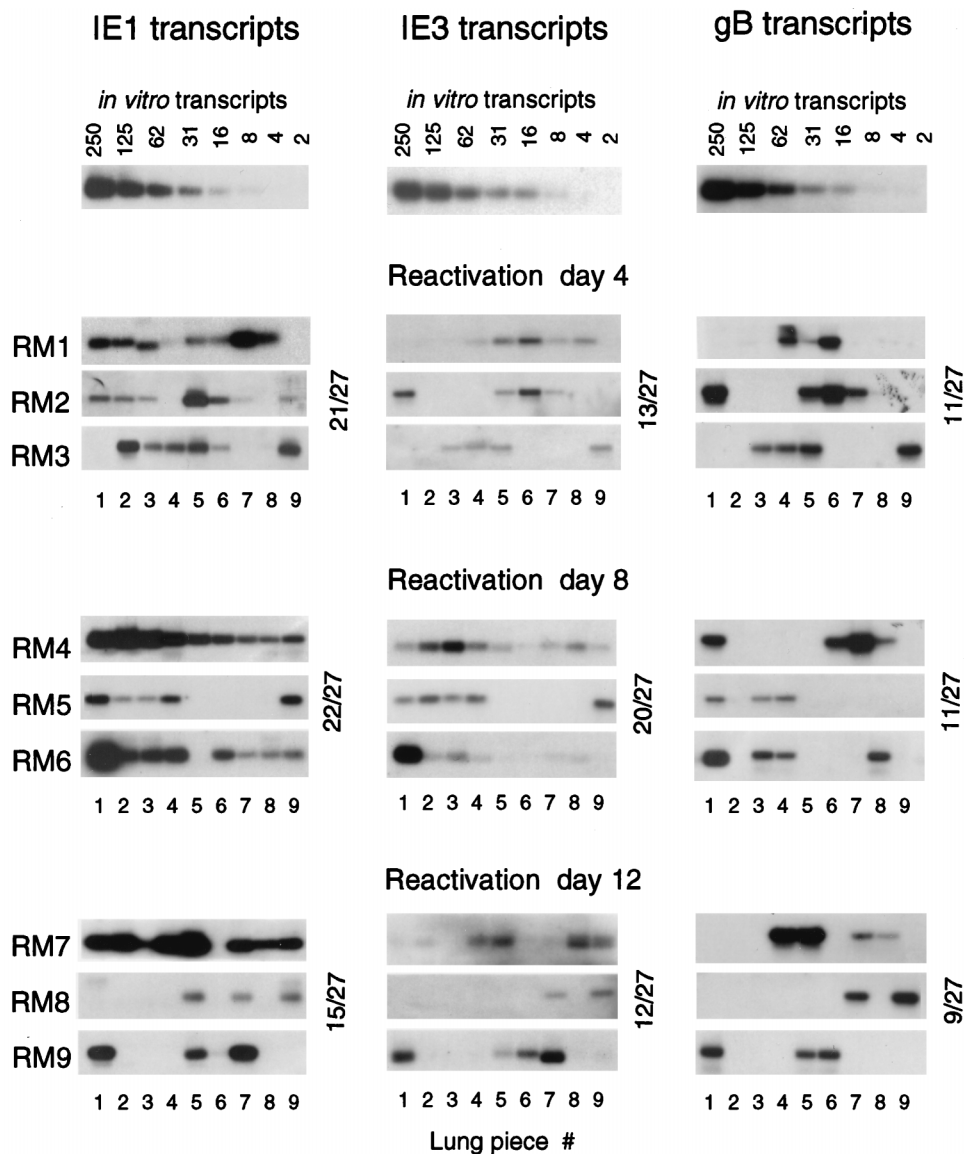 IE1 transcripts IE3 transcripts gB transcripts
in vitro transcripts in vitro transcripts in vitro transcripts
250 125 62 31 16 8 4 2 250 125 62 31 16 8 4 2 250 125 62 31 16 8 4 2
Reactivation day 4
RM1
RM2
RM3
21/27 13/27 11/27
1 2 3 4 5 6 7 8 9 1 2 3 4 5 6 7 8 9 1 2 3 4 5 6 7 8 9
Reactivation day 8
RM4
RM5
RM6
22/27 20/27 11/27
1 2 3 4 5 6 7 8 9 1 2 3 4 5 6 7 8 9 1 2 3 4 5 6 7 8 9
Reactivation day 12
RM7
RM8
RM9
15/27 12/27 9/27
1 2 3 4 5 6 7 8 9 1 2 3 4 5 6 7 8 9 1 2 3 4 5 6 7 8 9
Lung piece #